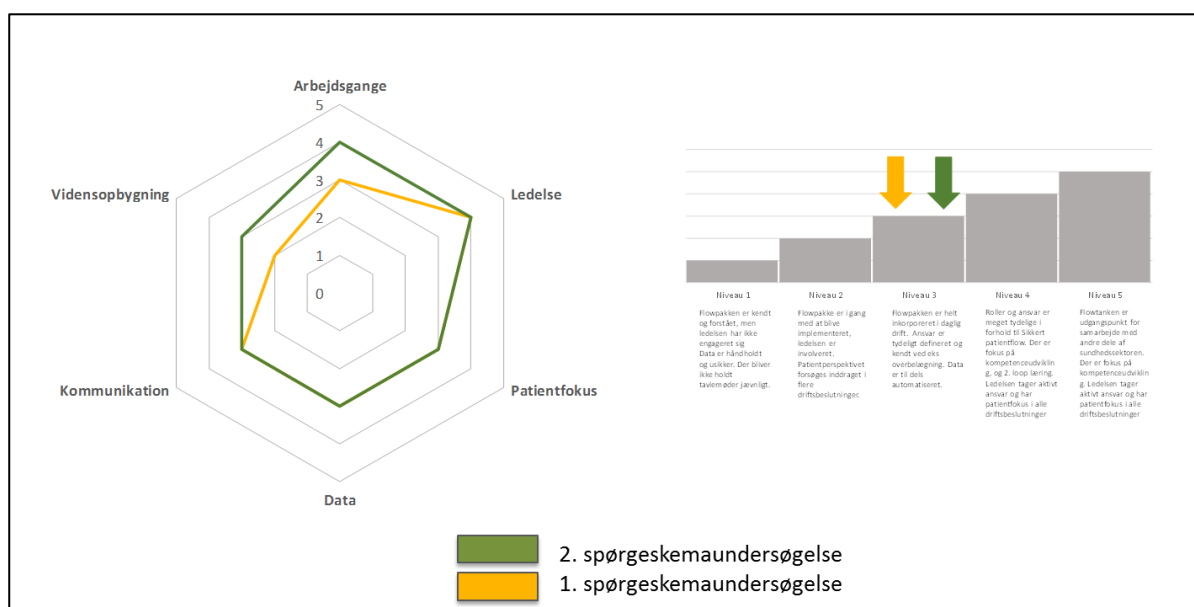 Arbejdsgange
5
4
3
2
1
0
Vidensopbygning
Ledelse
Kommunikation
Patientfokus
Data
Niveau 1
Flowpakken er kendt
og forstået, men
ledelsen har ikke
engageret sig
Data er håndholdt
og usikker. Der bliver
ikke holdt
tavlemøder jævnligt.
Niveau 2
Flowpakke er i gang
med at blive
implementeret,
ledelsen er
involveret.
Patientperspektivet
forsøges inddraget i
flere
driftsbeslutninger.
Niveau 3
Flowpakken er helt
inkorporeret i daglig
drift. Ansvar er
tydeligt defineret og
kendt ved eks
overbelægning. Data
er til dels
automatiseret.
Niveau 4
Roller og ansvar er
meget tydelige i
forhold til Sikkert
patientflow. Der er
fokus på
kompetenceudviklin
g, og 2. loop læring.
Ledelsen tager aktivt
ansvar og har
patientfokus i alle
driftsbeslutninger
Niveau 5
Flowtanken er
udgangspunkt for
samarbejde med
andre dele af
sundhedssektoren.
Der er fokus på
kompetenceudviklin
g. Ledelsen tager
aktivt ansvar og har
patientfokus i alle
driftsbeslutninger
2. spørgeskemaundersøgelse
1. spørgeskemaundersøgelse